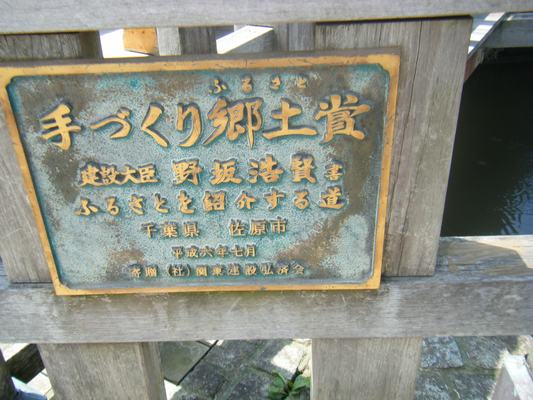 ふるさと
手づくり郷土賞
建設大臣 野坂浩賢書
ふるさとを紹介する道
千葉県 佐原市
平成六年七月
寄贈(社)関東建設弘済会